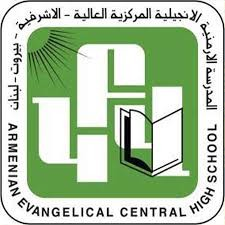 المدرسة الارمنية الانجيلية المركزية العالية - الاشرفية - بيروت - لبنان
ARMENIAN EVANGELICAL CENTRAL HIGH SCHOOL